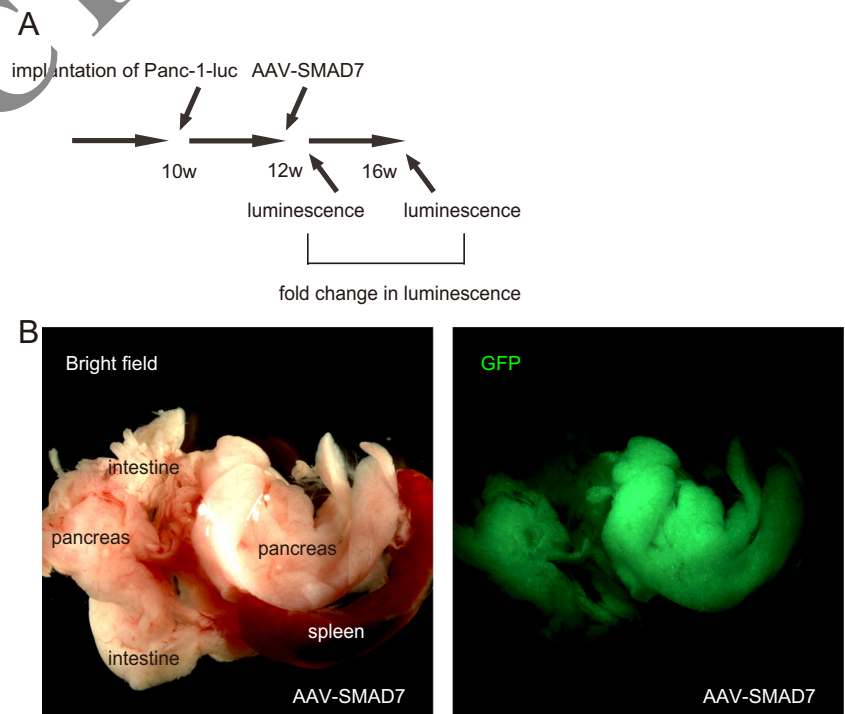 A
implantation of Panc-1-luc AAV-SMAD7
10w 12w 16w
luminescence luminescence
fold change in luminescence
B
Bright field GFP
intestine
pancreas
pancreas
spleen
intestine
AAV-SMAD7 AAV-SMAD7